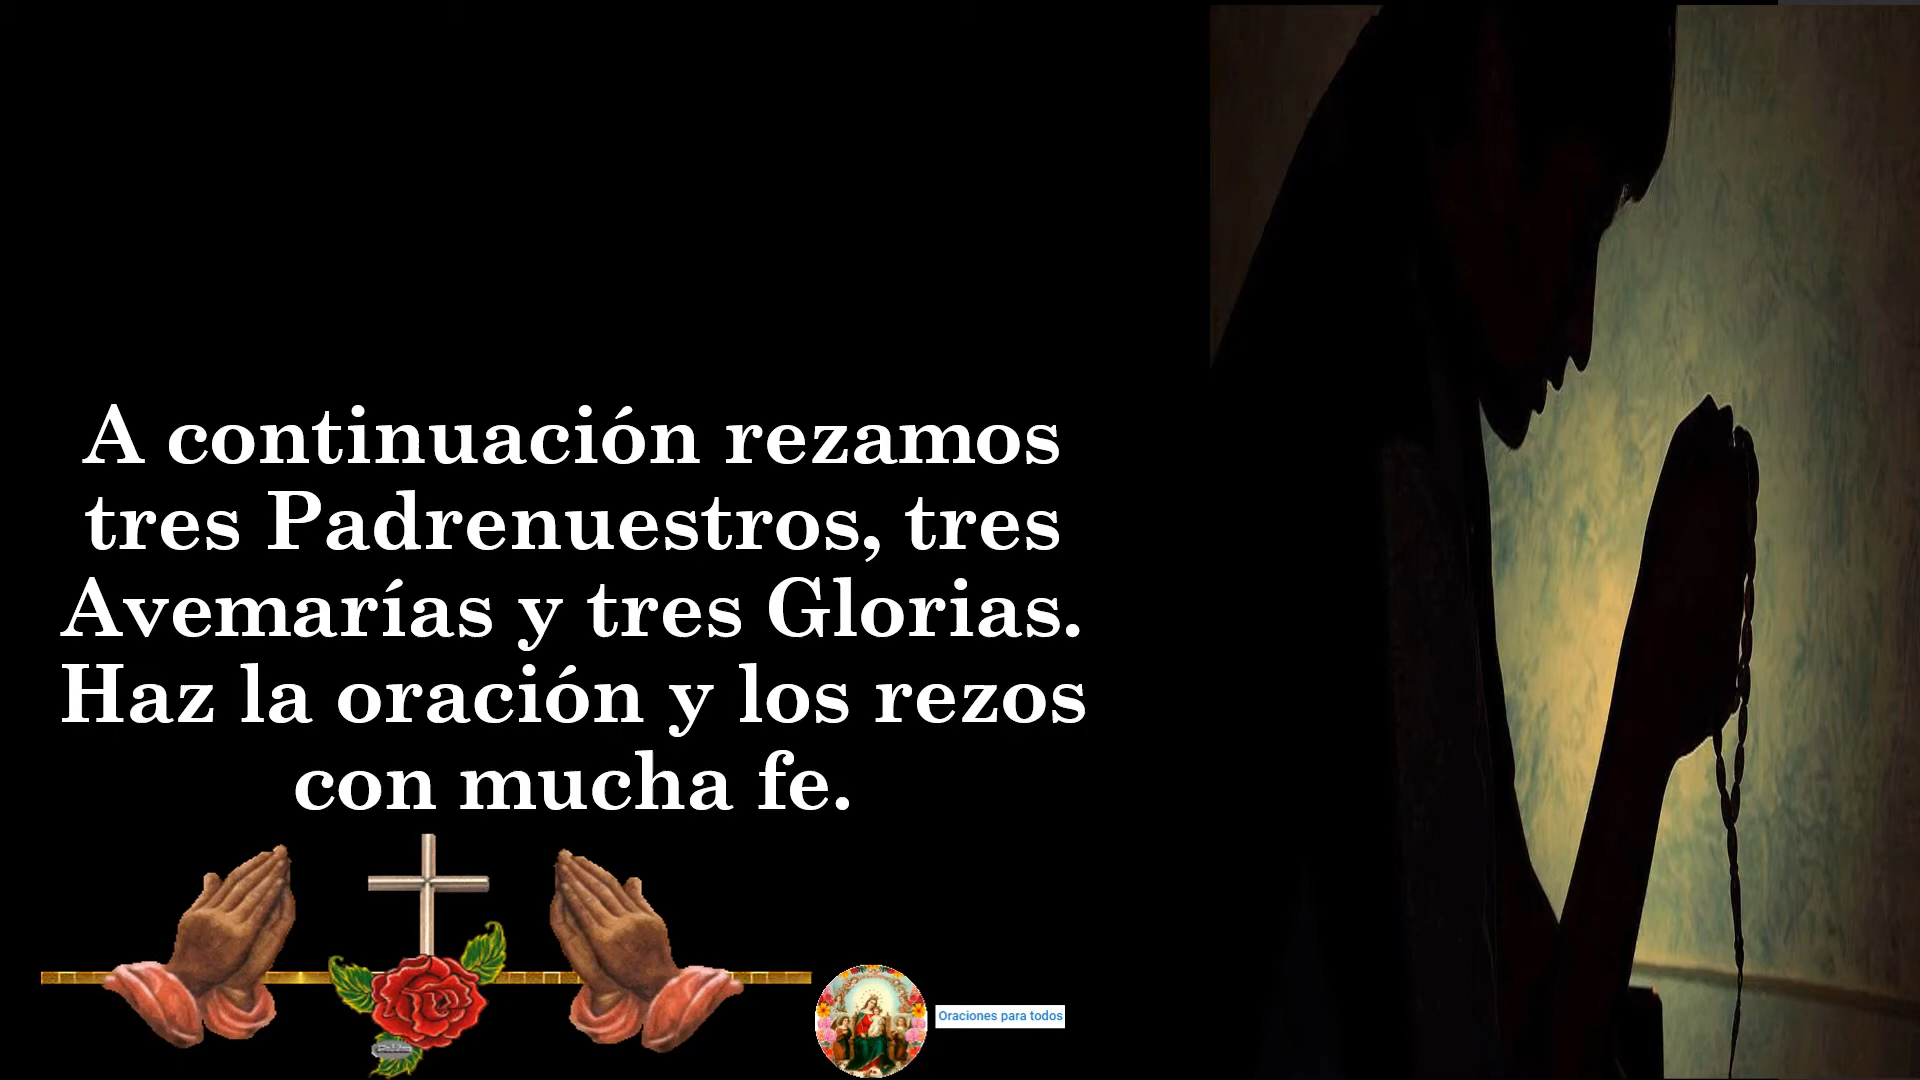 A continuación rezamos
tres Padrenuestros, tres
Avemarías y tres Glorias.
Haz la oración y los rezos
con mucha fe.
Oraciones para todos